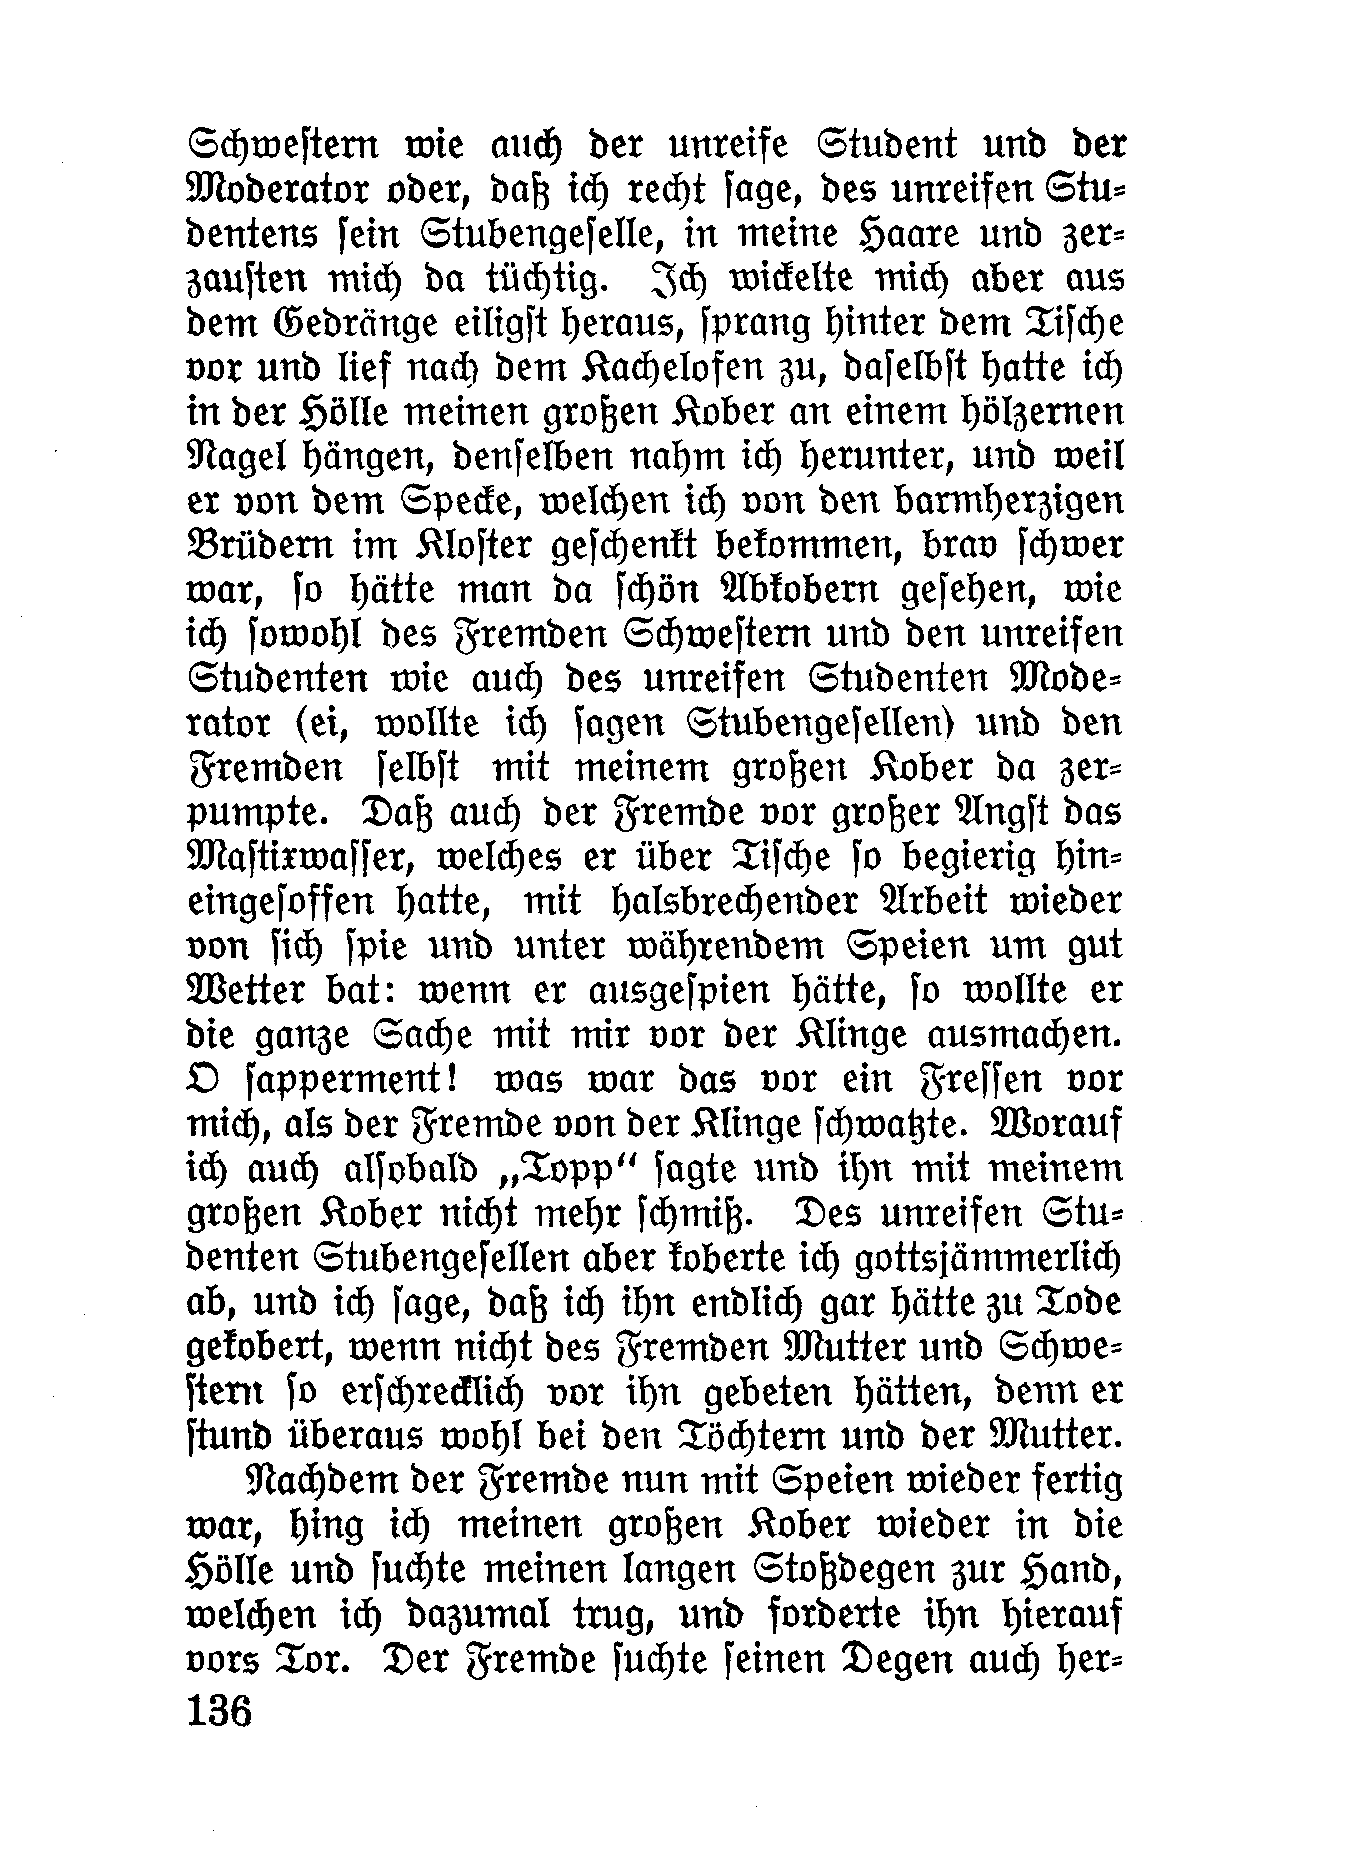 Schweſtern wie auch der unreife Student und der
Moderator oder, daß ich recht ſage, des unreifen Stu⸗
dentens ſein Stubengeſelle, in meine Haare und zer⸗
zauſten mich da tüchtig. Ich wickelte mich aber aus
dem Gedränge eiligſt heraus, ſprang hinter dem Tiſche
vor und lief nach dem Kachelofen zu, daſelbſt hatte ich
in der Hölle meinen großen Kober an einem hölzernen
Nagel hängen, denſelben nahm ich herunter, und weil
er von dem Specke, welchen ich von den barmherzigen
Brüdern im Kloſter geſchenkt bekommen, brav ſchwer
war, ſo hätte man da ſchön Abkobern geſehen, wie
ich ſowohl des Fremden Schweſtern und den unreifen
Studenten wie auch des unreifen Studenten Mode⸗
rator (ei, wollte ich ſagen Stubengeſellen) und den
Fremden ſelbſt mit meinem großen Kober da zer⸗
pumpte. Daß auch der Fremde vor großer Angſt das
Maſtixwaſſer, welches er über Tiſche ſo begierig hin⸗
eingeſoffen hatte, mit halsbrechender Arbeit wieder
von ſich ſpie und unter währendem Speien um gut
Wetter bat: wenn er ausgeſpien hätte, ſo wollte er
die ganze Sache mit mir vor der Klinge ausmachen.
O ſapperment! was war das vor ein Freſſen vor
mich, als der Fremde von der Klinge ſchwatzte. Worauf
ich auch alſobald „Topp“ ſagte und ihn mit meinem
großen Kober nicht mehr ſchmiß. Des unreifen Stu⸗
denten Stubengeſellen aber koberte ich gottsjämmerlich
ab, und ich ſage, daß ich ihn endlich gar hätte zu Tode
gekobert, wenn nicht des Fremden Mutter und Schwe⸗
ſtern ſo erſchrecklich vor ihn gebeten hätten, denn er
ſtund überaus wohl bei den Töchtern und der Mutter.
Nachdem der Fremde nun mit Speien wieder fertig
war, hing ich meinen großen Kober wieder in die
Hölle und ſuchte meinen langen Stoßdegen zur Hand,
welchen ich dazumal trug, und forderte ihn hierauf
vors Tor. Der Fremde ſuchte ſeinen Degen auch her⸗
136